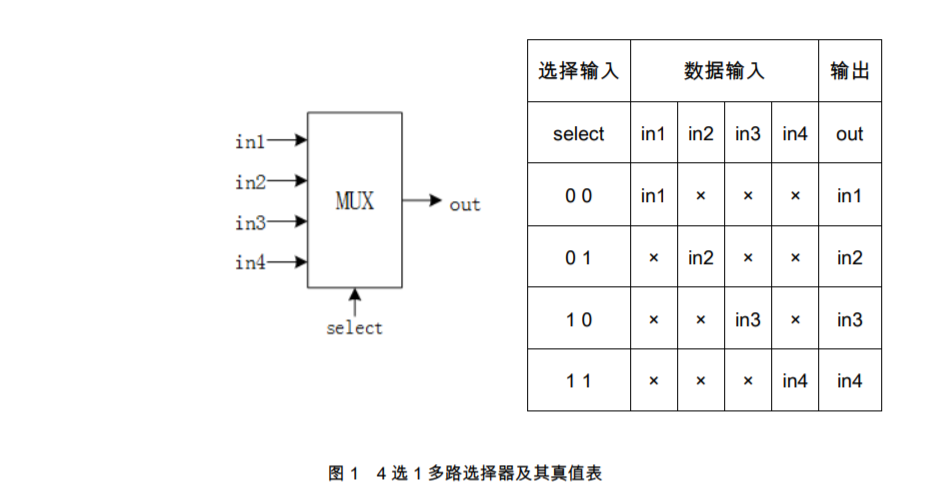 in1
in2
in3
in4
MUX
out
select
选择输入 数据输入 输出
select in1 in2 in3 in4 out
0 0 in1 × × × in1
0 1 × in2 × × in2
1 0 × × in3 × in3
1 1 × × × in4 in4
图 1 4 选 1 多路选择器及其真值表